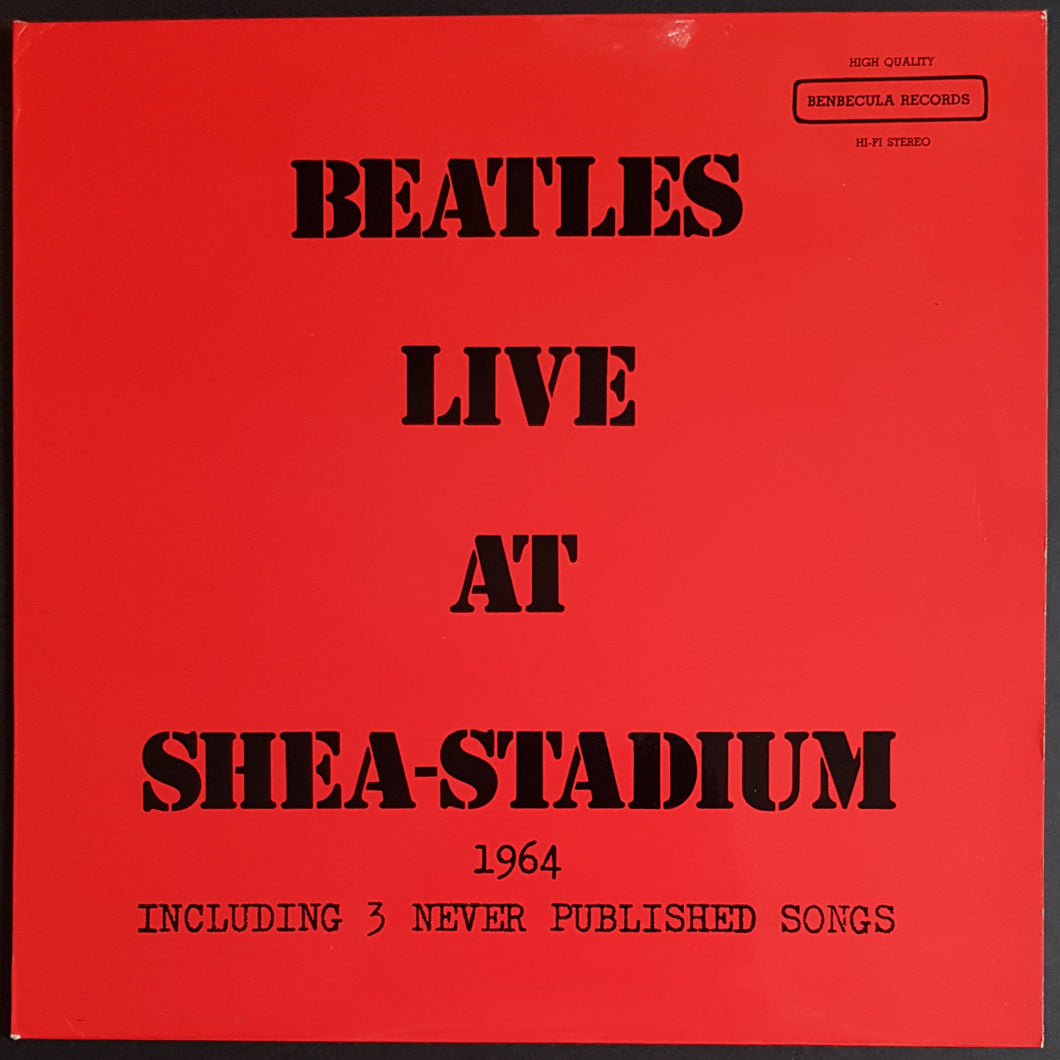 HIGH QUALITY
BENBECULA RECORDS
HI-FI STEREO
BEATLES
LIVE
AT
SHEA-STADIUM
1964
INCLUDING 3 NEVER PUBLISHED SONGS